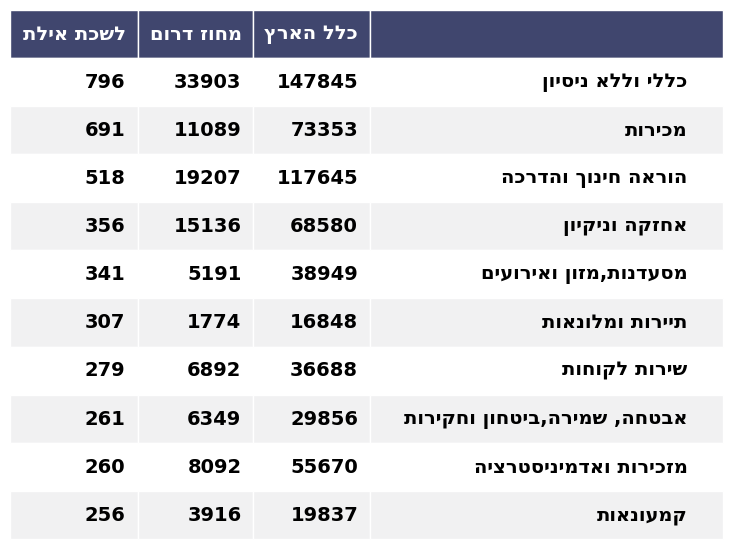 כלל הארץ מחוז דרום לשכת אילת
כללי וללא ניסיון 147845 33903 796
מכירות 73353 11089 691
הוראה חינוך והדרכה 117645 19207 518
אחזקה וניקיון 68580 15136 356
מסעדנות,מזון ואירועים 38949 5191 341
תיירות ומלונאות 16848 1774 307
שירות לקוחות 36688 6892 279
אבטחה, שמירה,ביטחון וחקירות 29856 6349 261
מזכירות ואדמיניסטרציה 55670 8092 260
קמעונאות 19837 3916 256